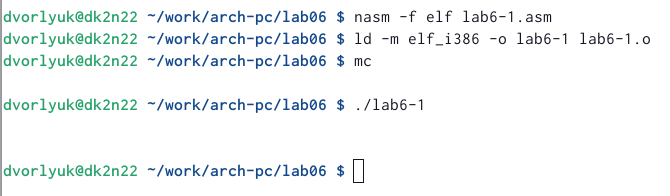 dvorlyuk@dk2n22 ~/work/arch-pc/lab06 $ nasm -f elf lab6-1.asm
dvorlyuk@dk2n22 ~/work/arch-pc/lab06 $ ld -m elf_i386 -o lab6-1 lab6-1.o
dvorlyuk@dk2n22 ~/work/arch-pc/lab06 $ mc
dvorlyuk@dk2n22 ~/work/arch-pc/lab06 $ ./lab6-1
dvorlyuk@dk2n22 ~/work/arch-pc/lab06 $